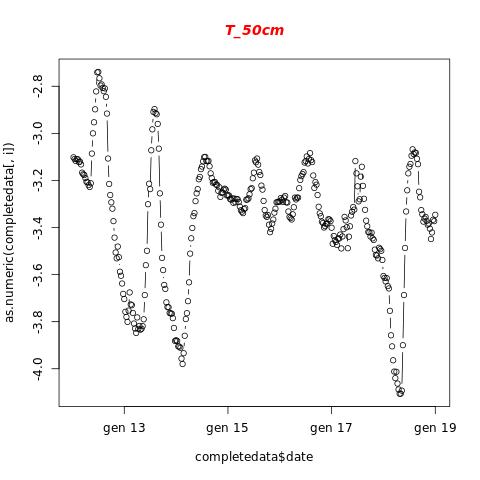 T_50cm
as.numeric(completedata[, i])
-2.8
-3.0
-3.2
-3.4
-3.6
-3.8
-4.0
gen 13
gen 15
gen 17
gen 19
completedata$date